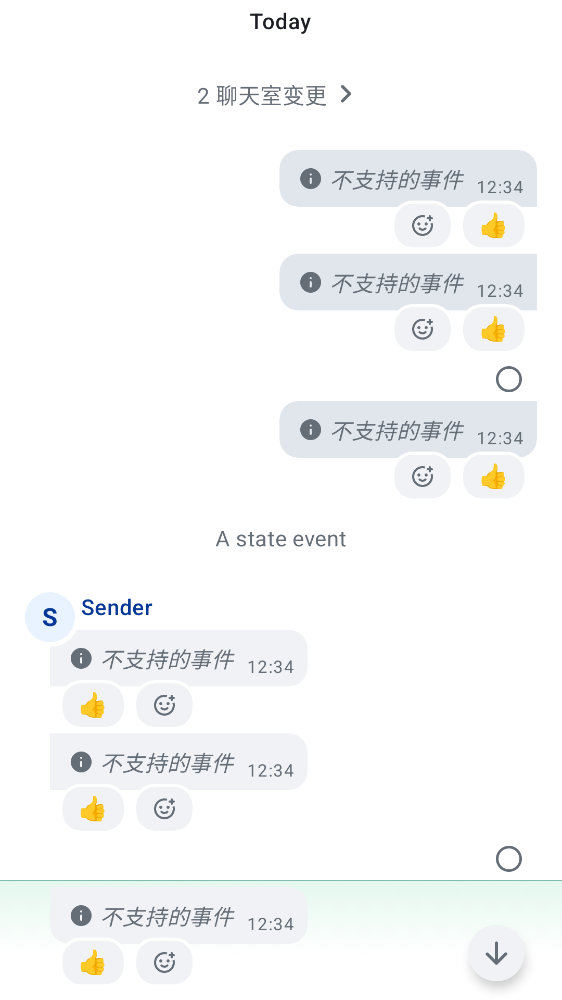 Today
2 聊天室变更
不支持的事件 12:34
👍
不支持的事件 12:34
👍
不支持的事件 12:34
👍
A state event
S Sender
不支持的事件 12:34
👍
不支持的事件 12:34
👍
不支持的事件 12:34
👍